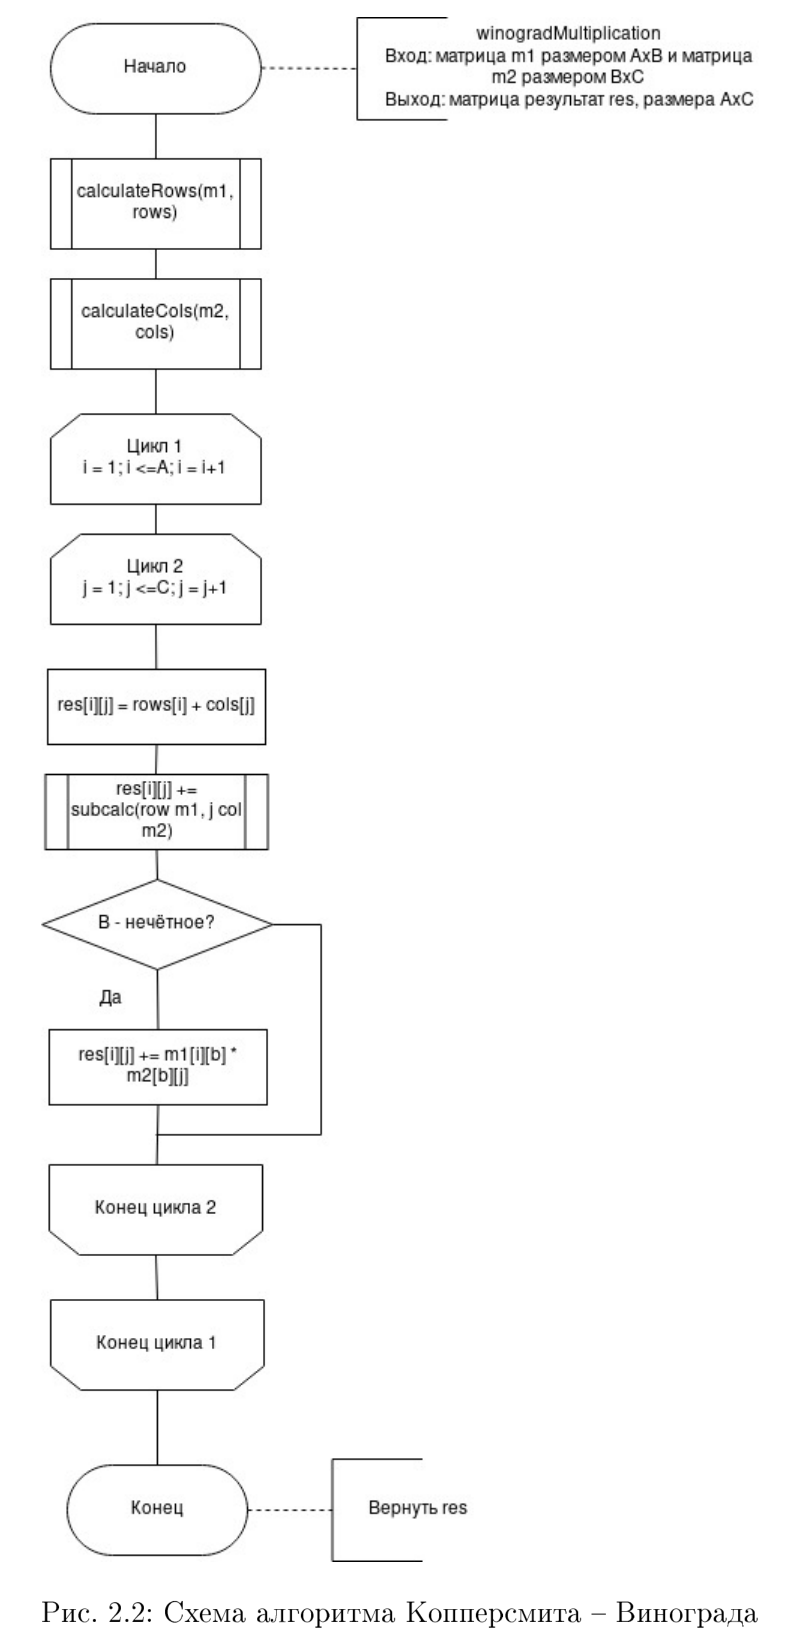 Начало
winogradMultiplication
Вход: матрица m1 размером AxB и матрица
m2 размером BxC
Выход: матрица результат res, размера AxC
calculateRows(m1,
rows)
calculateCols(m2,
cols)
Цикл 1
i = 1; i <=A; i = i+1
Цикл 2
j = 1; j <=C; j = j+1
res[i][j] = rows[i] + cols[j]
res[i][j] +=
subcalc(row m1, j col
m2)
В - нечётное?
Да
res[i][j] += m1[i][b] *
m2[b][j]
Конец цикла 2
Конец цикла 1
Конец
Вернуть res
Рис. 2.2: Схема алгоритма Копперсмита – Винограда